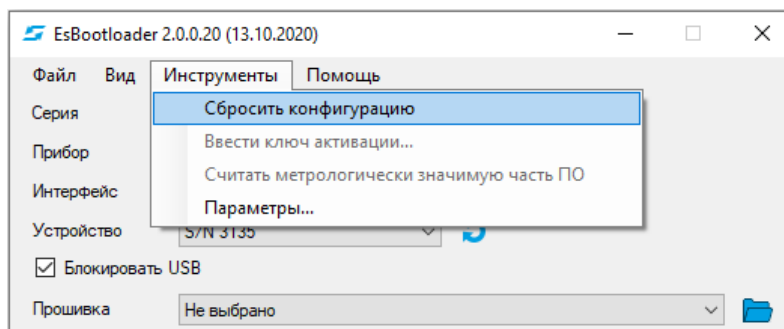 EsBootloader 2.0.0.20 (13.10.2020)
Файл Вид Инструменты Помощь
Серия
Сбросить конфигурацию
Прибор
Ввести ключ активации...
Считать метрологически значимую часть ПО
Интерфейс
Параметры...
Устройство S/N 3135
Блокировать USB
Прошивка Не выбрано